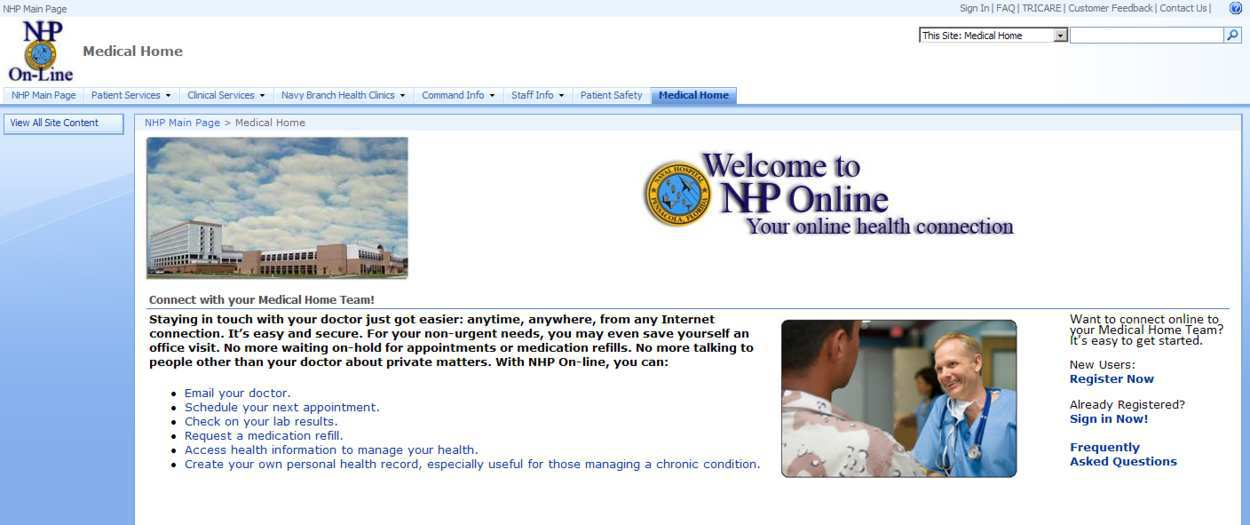 NHP Main Page
Sign In | FAQ | TRICARE | Customer Feedback | Contact Us |
NHP
On-Line
Medical Home
This Site: Medical Home
NHP Main Page Patient Services Clinical Services Navy Branch Health Clinics Command Info Staff Info Patient Safety Medical Home
View All Site Content
NHP Main Page > Medical Home
NAVAL HOSPITAL
PENSACOLA, FLORIDA
Welcome to
NHP Online
Your online health connection
Connect with your Medical Home Team!
Staying in touch with your doctor just got easier: anytime, anywhere, from any Internet
connection. It’s easy and secure. For your non-urgent needs, you may even save yourself an
office visit. No more waiting on-hold for appointments or medication refills. No more talking to
people other than your doctor about private matters. With NHP On-line, you can:
• Email your doctor.
• Schedule your next appointment.
• Check on your lab results.
• Request a medication refill.
• Access health information to manage your health.
• Create your own personal health record, especially useful for those managing a chronic condition.
Want to connect online to
your Medical Home Team?
It’s easy to get started.
New Users:
Register Now
Already Registered?
Sign in Now!
Frequently
Asked Questions